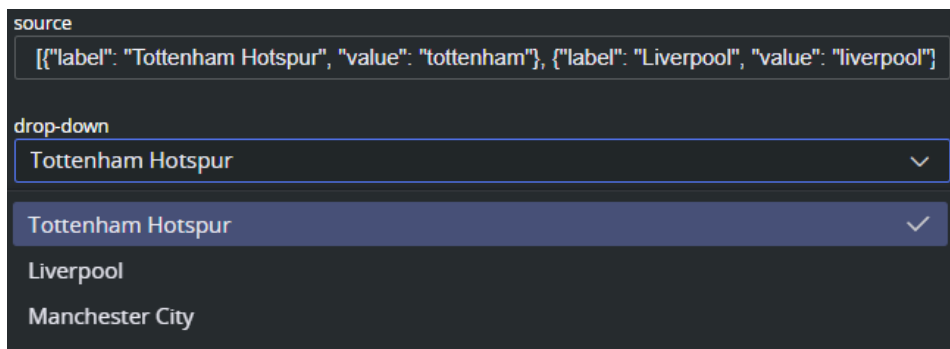 source
[{"label": "Tottenham Hotspur", "value": "tottenham"}, {"label": "Liverpool", "value": "liverpool"}
drop-down
Tottenham Hotspur
Tottenham Hotspur
Liverpool
Manchester City